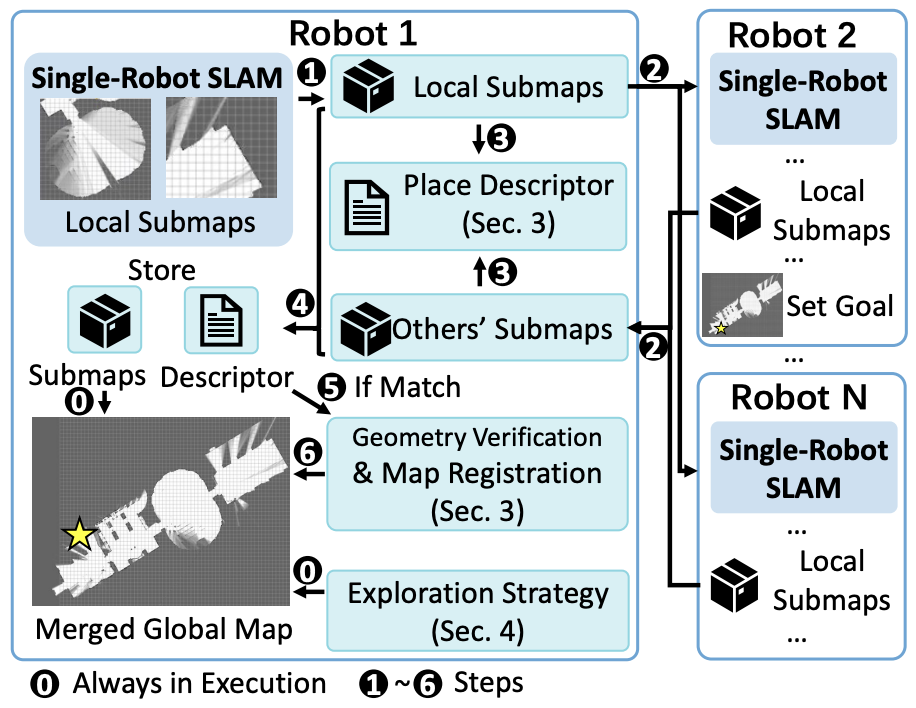 Robot 1
Single-Robot SLAM
Local Submaps
❶
Local Submaps
❷
❸
Place Descriptor
(Sec. 3)
❸
Others' Submaps
❷
Store
❹
Submaps
Descriptor
⓿
❺ If Match
Geometry Verification
& Map Registration
(Sec. 3)
❻
⓿
Exploration Strategy
(Sec. 4)
Merged Global Map
Robot 2
Single-Robot
SLAM
...
Local
Submaps
...
Set Goal
...
Robot N
Single-Robot
SLAM
...
Local
Submaps
...
⓿ Always in Execution ❶~❻ Steps